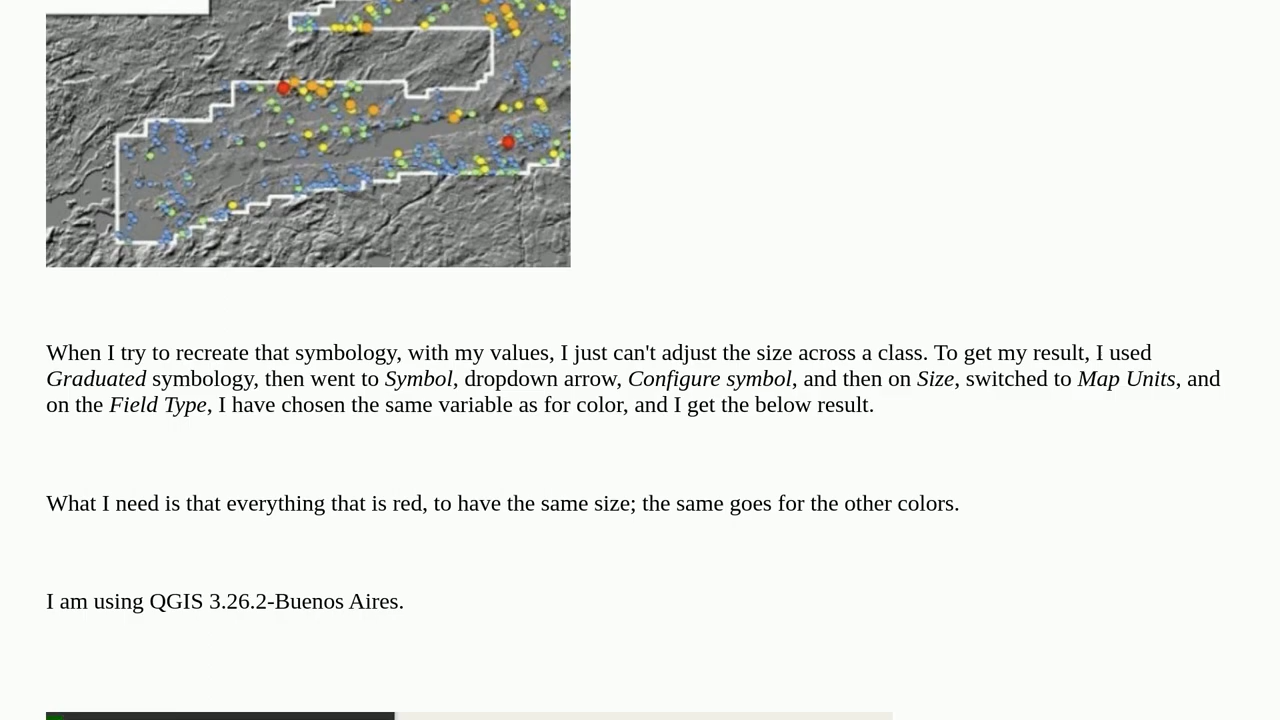 When I try to recreate that symbology, with my values, I just can't adjust the size across a class. To get my result, I used
Graduated symbology, then went to Symbol, dropdown arrow, Configure symbol, and then on Size, switched to Map Units, and
on the Field Type, I have chosen the same variable as for color, and I get the below result.
What I need is that everything that is red, to have the same size; the same goes for the other colors.
I am using QGIS 3.26.2-Buenos Aires.